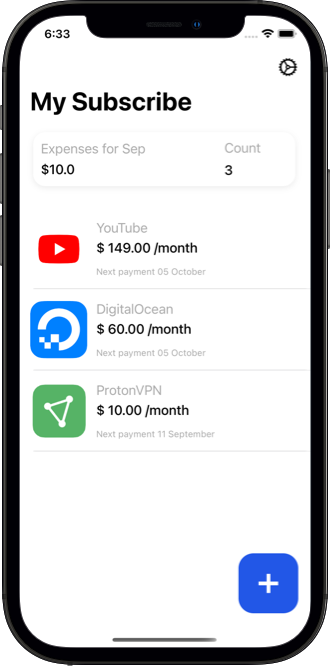 6:33
My Subscribe
Expenses for Sep
Count
$10.0
3
YouTube
$ 149.00 /month
Next payment 05 October
DigitalOcean
$ 60.00 /month
Next payment 05 October
ProtonVPN
$ 10.00 /month
Next payment 11 September